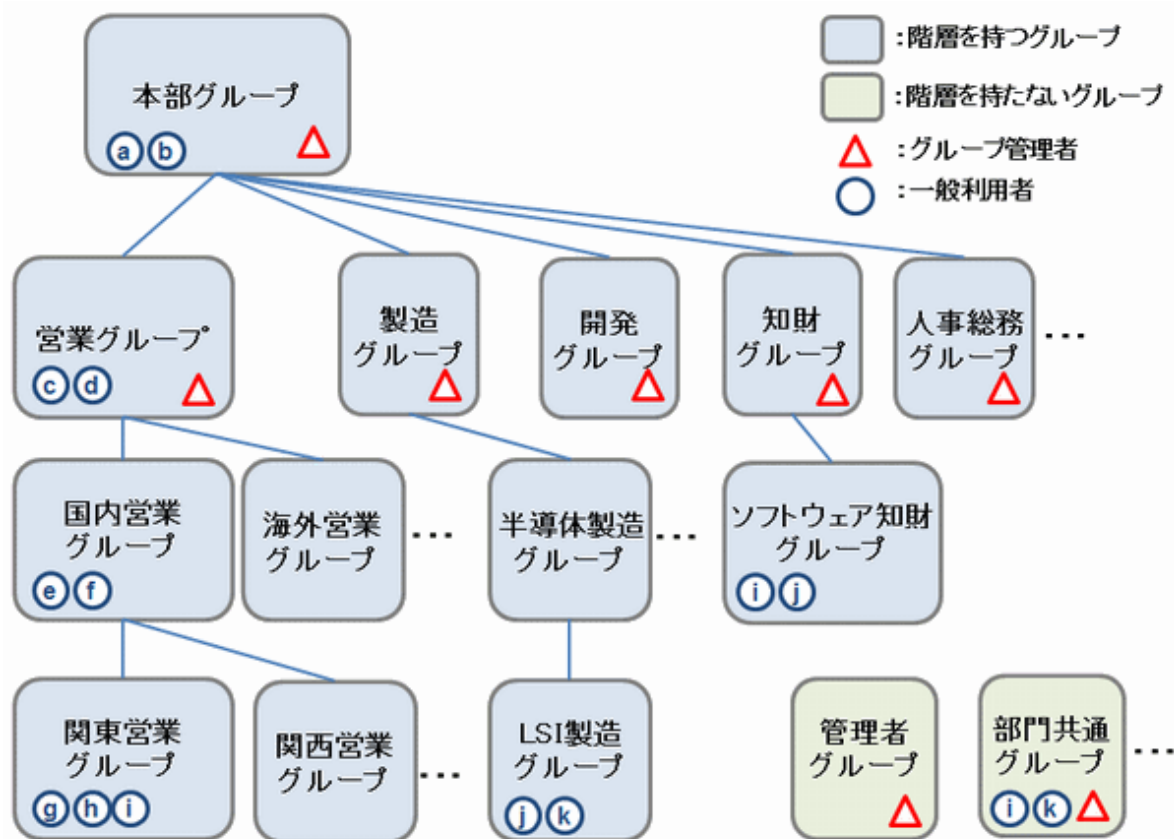 本部グループ
a b
:階層を持つグループ
:階層を持たないグループ
:グループ管理者
:一般利用者
営業グループ
c d
製造
グループ
開発
グループ
知財
グループ
人事総務
グループ
...
国内営業
グループ
e f
海外営業
グループ
...
半導体製造
グループ
...
ソフトウェア知財
グループ
i j
関東営業
グループ
g h i
関西営業
グループ
...
LSI製造
グループ
j k
管理者
グループ
部門共通
グループ
i k
...